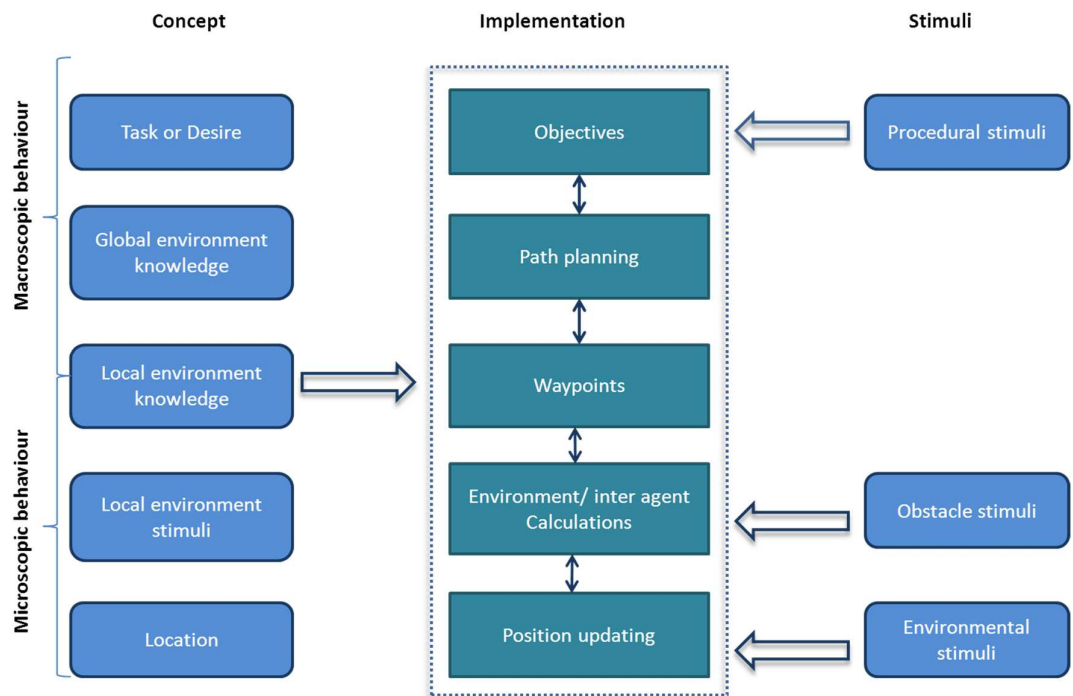 Concept
Implementation
Stimuli
Macroscopic behaviour
Microscopic behaviour
Task or Desire
Objectives
Procedural stimuli
Global environment
knowledge
Path planning
Local environment
knowledge
Waypoints
Local environment
stimuli
Environment/ inter agent
Calculations
Obstacle stimuli
Location
Position updating
Environmental
stimuli